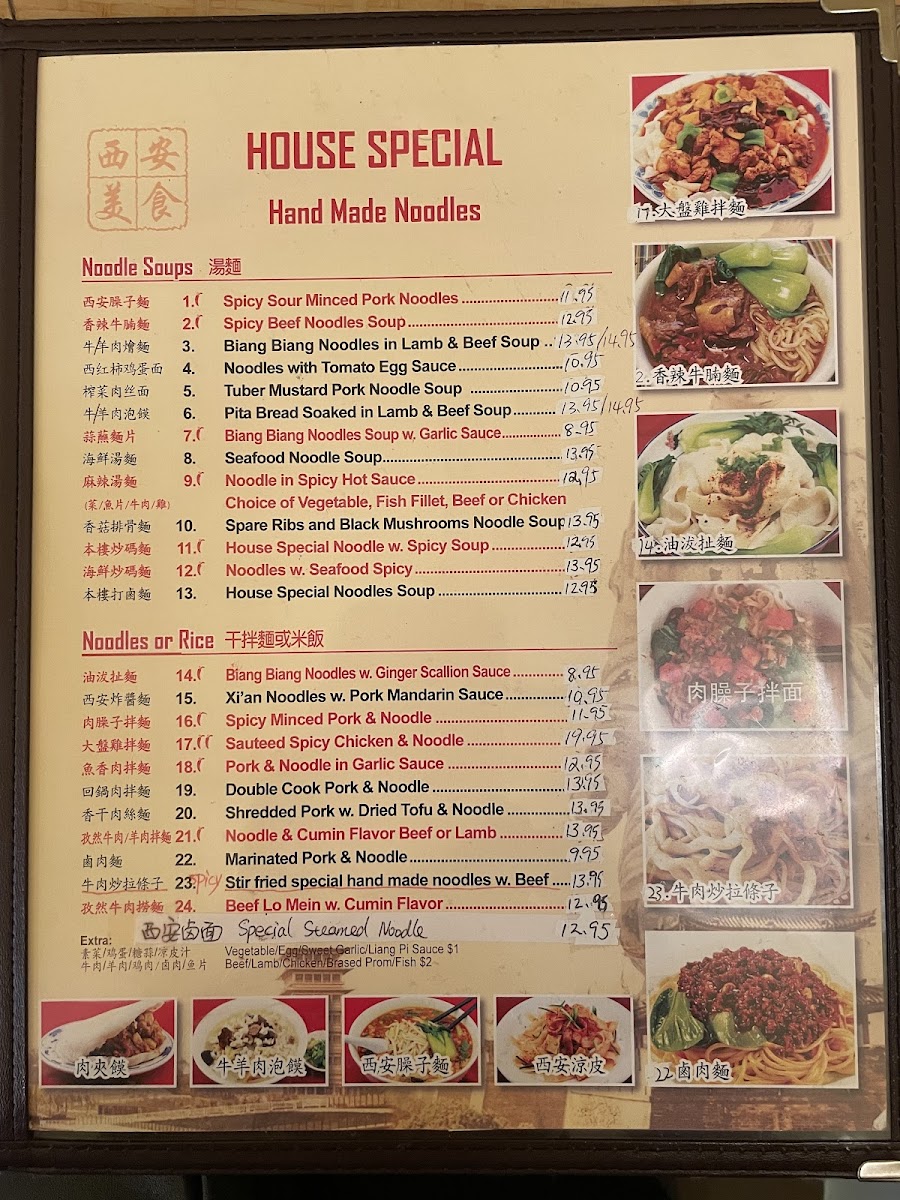 西安
美食
HOUSE SPECIAL
Hand Made Noodles
Noodle Soups 湯麵
西安臊子麵 1. Spicy Sour Minced Pork Noodles 11.95
香辣牛腩麵 2. Spicy Beef Noodles Soup 12.95
牛/羊肉燴麵 3. Biang Biang Noodles in Lamb & Beef Soup 13.95/14.95
西红柿鸡蛋面 4. Noodles with Tomato Egg Sauce 10.95
榨菜肉丝面 5. Tuber Mustard Pork Noodle Soup 10.95
牛/羊肉泡饃 6. Pita Bread Soaked in Lamb & Beef Soup 13.95/14.95
蒜蘸麵片 7. Biang Biang Noodles Soup w. Garlic Sauce 8.95
海鮮湯麵 8. Seafood Noodle Soup 13.95
麻辣湯麵 9. Noodle in Spicy Hot Sauce 12.95
(菜/魚片/牛肉/雞) Choice of Vegetable, Fish Fillet, Beef or Chicken
香菇排骨麵 10. Spare Ribs and Black Mushrooms Noodle Soup 13.95
本樓炒碼麵 11. House Special Noodle w. Spicy Soup 12.95
海鮮炒碼麵 12. Noodles w. Seafood Spicy 13.95
本樓打鹵麵 13. House Special Noodles Soup 12.95
Noodles or Rice 干拌麵或米飯
油泼扯麵 14. Biang Biang Noodles w. Ginger Scallion Sauce 8.95
西安炸醬麵 15. Xi'an Noodles w. Pork Mandarin Sauce 10.95
肉臊子拌麵 16. Spicy Minced Pork & Noodle 11.95
大盤雞拌麵 17. Sauteed Spicy Chicken & Noodle 19.95
魚香肉拌麵 18. Pork & Noodle in Garlic Sauce 12.95
回鍋肉拌麵 19. Double Cook Pork & Noodle 13.95
香干肉絲麵 20. Shredded Pork w. Dried Tofu & Noodle 13.95
孜然牛肉/羊肉拌麵 21. Noodle & Cumin Flavor Beef or Lamb 13.95
鹵肉麵 22. Marinated Pork & Noodle 9.95
牛肉炒拉條子 23. spicy Stir fried special hand made noodles w. Beef 13.95
孜然牛肉撈麵 24. Beef Lo Mein w. Cumin Flavor 12.95
西安卤面 Special Steamed Noodle 12.95
Extra:
素菜/鸡蛋/糖蒜/凉皮汁 Vegetable/Egg/Sweet Garlic/Liang Pi Sauce $1
牛肉/羊肉/鸡肉/卤肉/鱼片 Beef/Lamb/Chicken/Brased Prom/Fish $2
17.大盤雞拌麵
2.香辣牛腩麵
14.油泼扯麵
肉臊子拌面
23.牛肉炒拉條子
22 鹵肉麵
肉夾饃
牛羊肉泡饃
西安臊子麵
西安涼皮